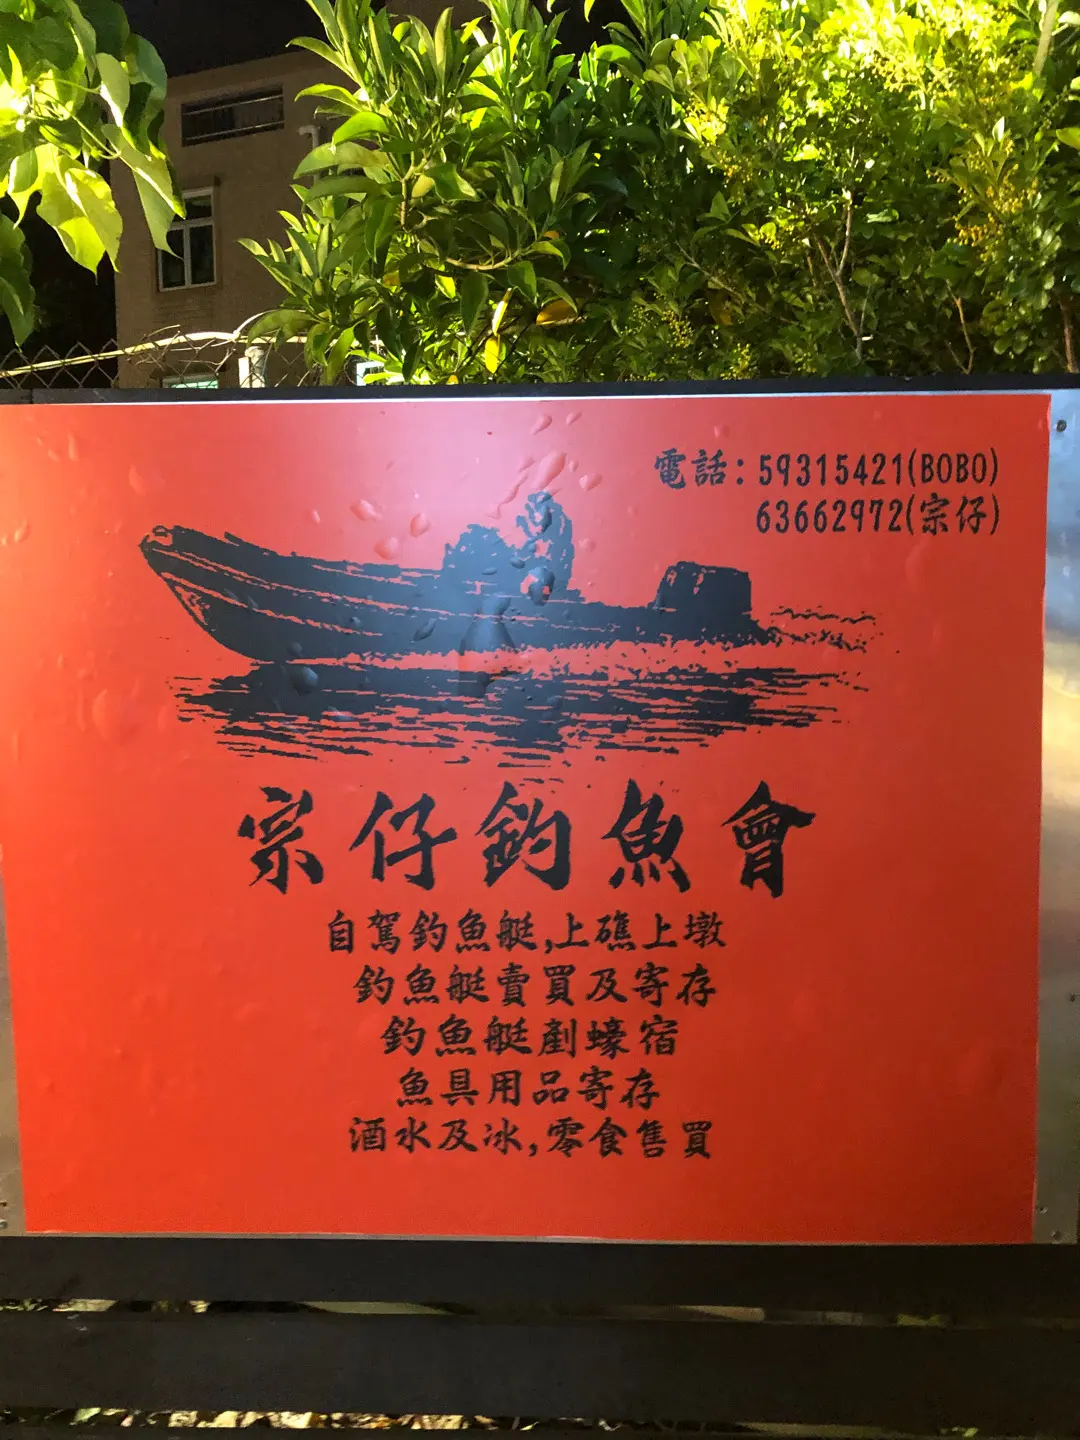 電話：59315421(BOBO)
63662972(宗仔)
宗仔釣魚會
自駕釣魚艇,上礁上墩
釣魚艇賣買及寄存
釣魚艇剷蠔宿
魚具用品寄存
酒水及冰,零食售買